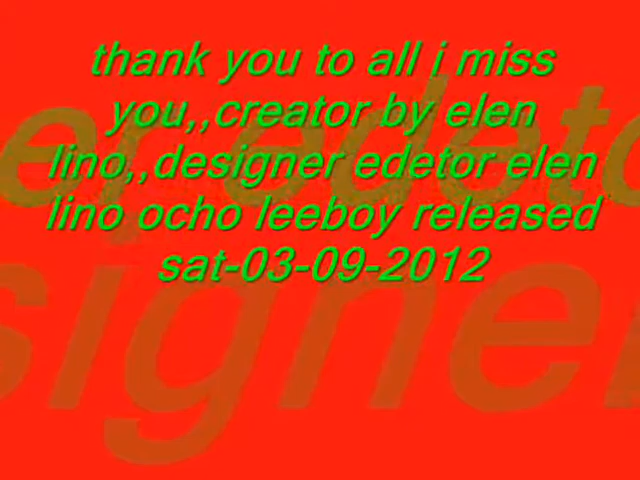 thank you to all i miss
you,,creator by elen
lino,,designer edetor elen
lino ocho leeboy released
sat-03-09-2012